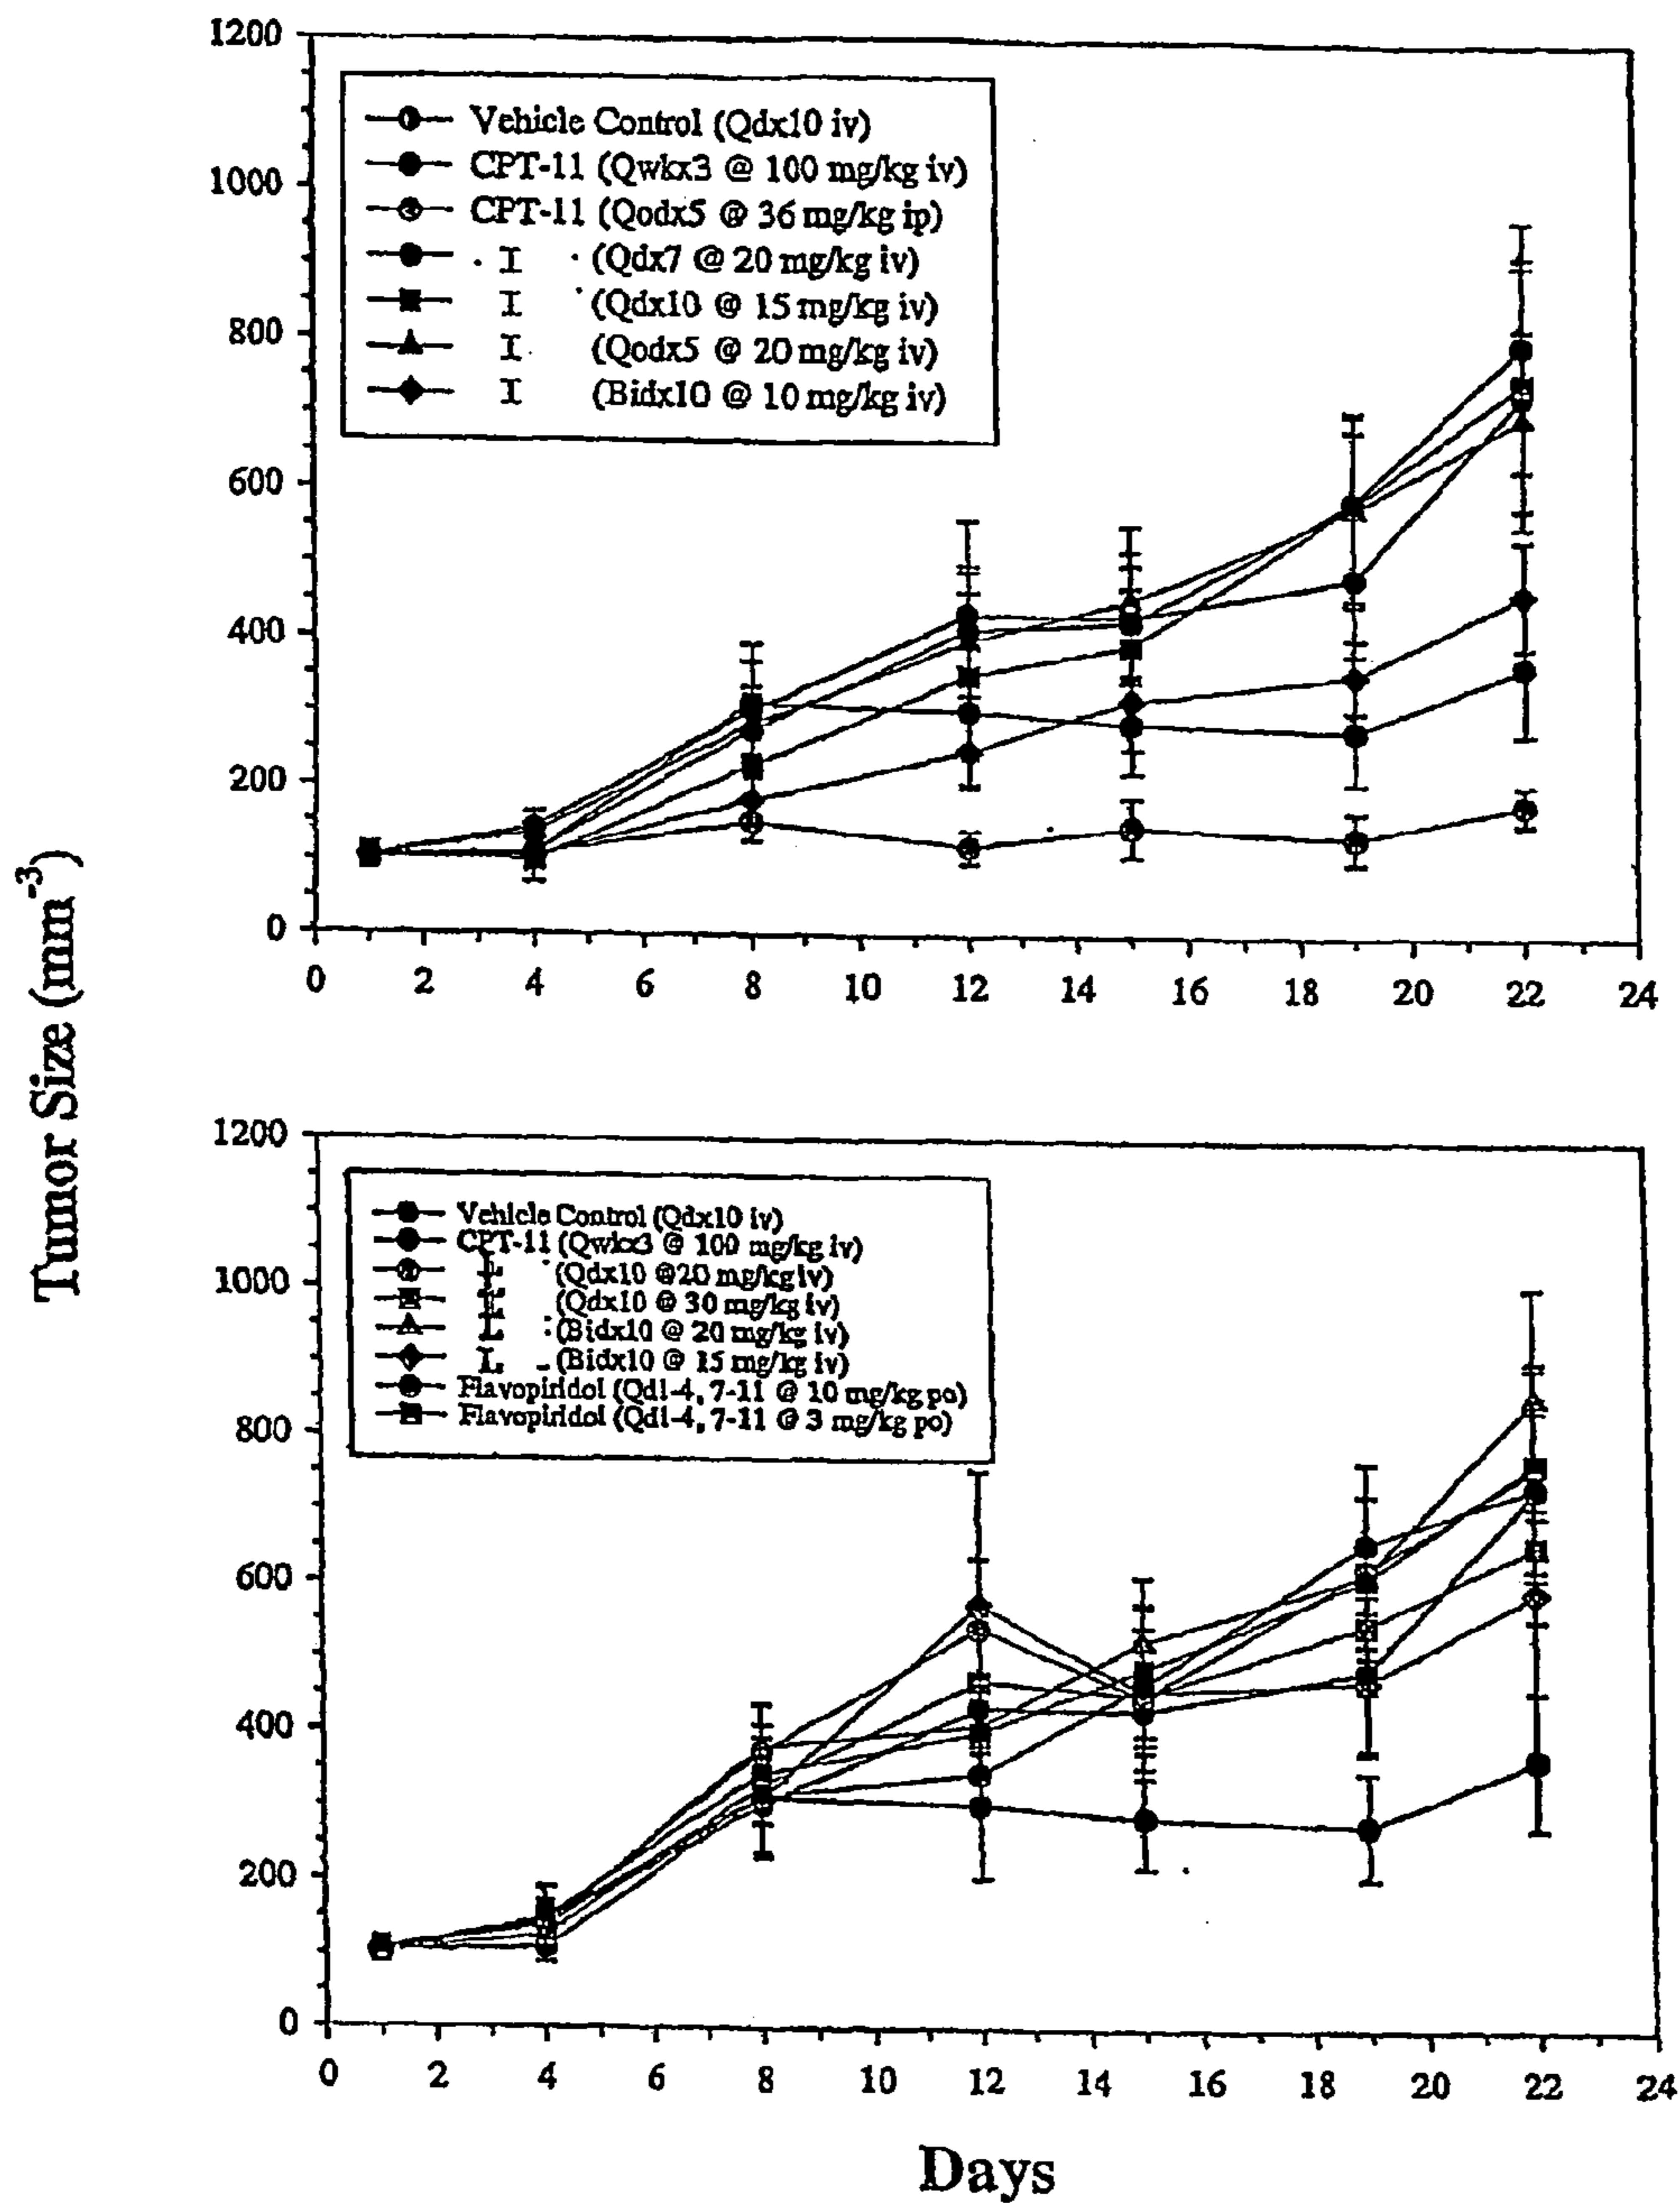 Tumor Size (mm⁻³)
1200
1000
800
600
400
200
0
Vehicle Control (Qdx10 iv)
CPT-11 (Qwkx3 @ 100 mg/kg iv)
CPT-11 (Qodx5 @ 36 mg/kg ip)
I (Qdx7 @ 20 mg/kg iv)
I (Qdx10 @ 15 mg/kg iv)
I (Qodx5 @ 20 mg/kg iv)
I (Bidx10 @ 10 mg/kg iv)
0 2 4 6 8 10 12 14 16 18 20 22 24
1200
1000
800
600
400
200
0
Vehicle Control (Qdx10 iv)
CPT-11 (Qwkx3 @ 100 mg/kg iv)
(Qdx10 @20 mg/kg iv)
(Qdx10 @ 30 mg/kg iv)
(Bidx10 @ 20 mg/kg iv)
(Bidx10 @ 15 mg/kg iv)
Flavopiridol (Qd1-4, 7-11 @ 10 mg/kg po)
Flavopiridol (Qd1-4, 7-11 @ 3 mg/kg po)
0 2 4 6 8 10 12 14 16 18 20 22 24
Days